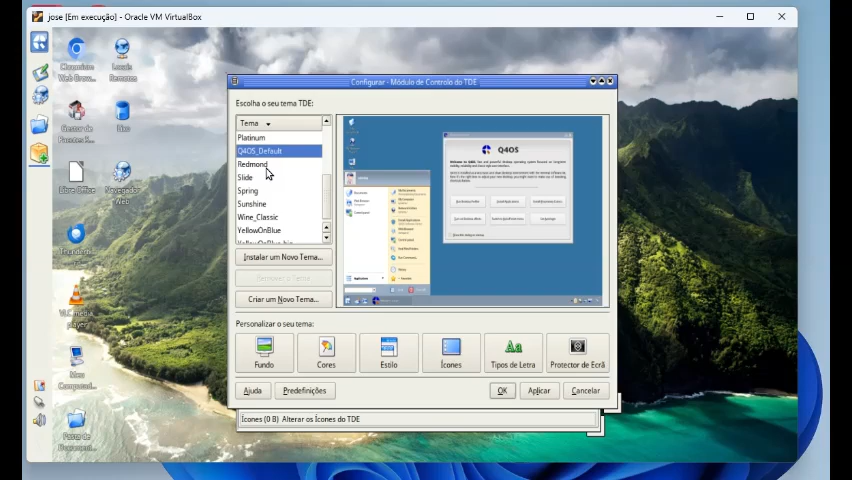 jose [Em execução] - Oracle VM VirtualBox
Chromium
Web Brow...
Locais
Remotos
Gestor de
Pacotes S...
Lixo
Libre Office
Navegador
Web
Thunderbi...
VLC media
player
Meu
Computad...
Pasta de
Document...
Configurar - Módulo de Controlo do TDE
Escolha o seu tema TDE:
Tema
Platinum
Q4OS_Default
Redmond
Slide
Spring
Sunshine
Wine_Classic
YellowOnBlue
Instalar um Novo Tema...
Remover o Tema
Criar um Novo Tema...
Q4OS
Personalizar o seu tema:
Fundo
Cores
Estilo
Ícones
Tipos de Letra
Protector de Ecrã
Ajuda
Predefinições
OK
Aplicar
Cancelar
Ícones (0 B) Alterar os Ícones do TDE